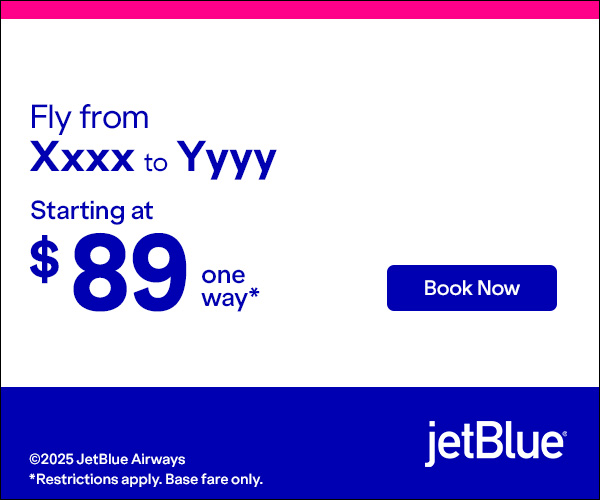 Fly from
Xxxx to Yyyy
Starting at
$89 one
way*
Book Now
jetBlue®
©2025 JetBlue Airways
*Restrictions apply. Base fare only.